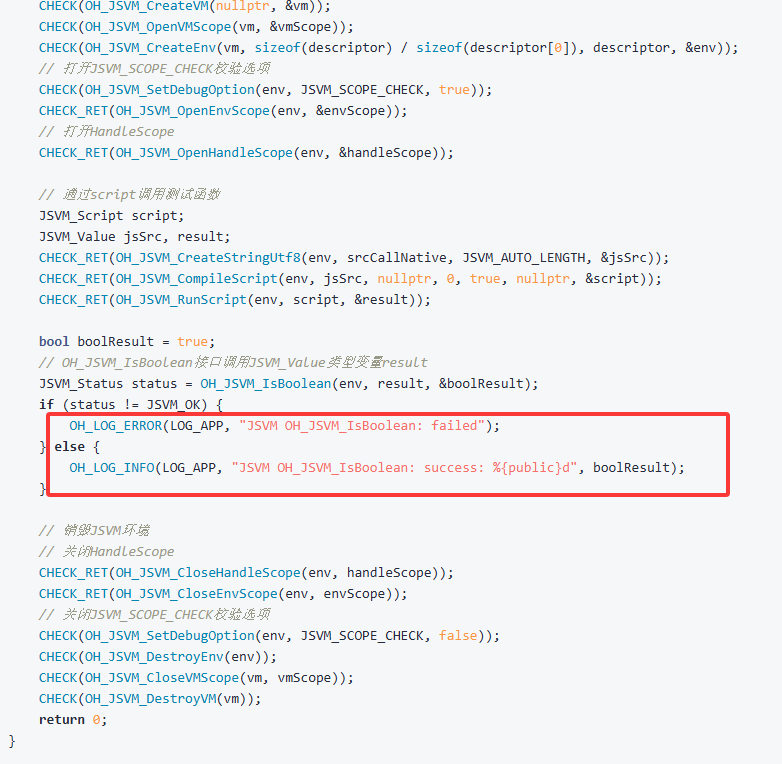 CHECK(OH_JSVM_CreateVM(nullptr, &vm));
CHECK(OH_JSVM_OpenVMScope(vm, &vmScope));
CHECK(OH_JSVM_CreateEnv(vm, sizeof(descriptor) / sizeof(descriptor[0]), descriptor, &env));
// 打开JSVM_SCOPE_CHECK校验选项
CHECK(OH_JSVM_SetDebugOption(env, JSVM_SCOPE_CHECK, true));
CHECK_RET(OH_JSVM_OpenEnvScope(env, &envScope));
// 打开HandleScope
CHECK_RET(OH_JSVM_OpenHandleScope(env, &handleScope));
// 通过script调用测试函数
JSVM_Script script;
JSVM_Value jsSrc, result;
CHECK_RET(OH_JSVM_CreateStringUtf8(env, srcCallNative, JSVM_AUTO_LENGTH, &jsSrc));
CHECK_RET(OH_JSVM_CompileScript(env, jsSrc, nullptr, 0, true, nullptr, &script));
CHECK_RET(OH_JSVM_RunScript(env, script, &result));
bool boolResult = true;
// OH_JSVM_IsBoolean接口调用JSVM_Value类型变量result
JSVM_Status status = OH_JSVM_IsBoolean(env, result, &boolResult);
if (status != JSVM_OK) {
OH_LOG_ERROR(LOG_APP, "JSVM OH_JSVM_IsBoolean: failed");
} else {
OH_LOG_INFO(LOG_APP, "JSVM OH_JSVM_IsBoolean: success: %{public}d", boolResult);
}
// 销毁JSVM环境
// 关闭HandleScope
CHECK_RET(OH_JSVM_CloseHandleScope(env, handleScope));
CHECK_RET(OH_JSVM_CloseEnvScope(env, envScope));
// 关闭JSVM_SCOPE_CHECK校验选项
CHECK(OH_JSVM_SetDebugOption(env, JSVM_SCOPE_CHECK, false));
CHECK(OH_JSVM_DestroyEnv(env));
CHECK(OH_JSVM_CloseVMScope(vm, vmScope));
CHECK(OH_JSVM_DestroyVM(vm));
return 0;
}